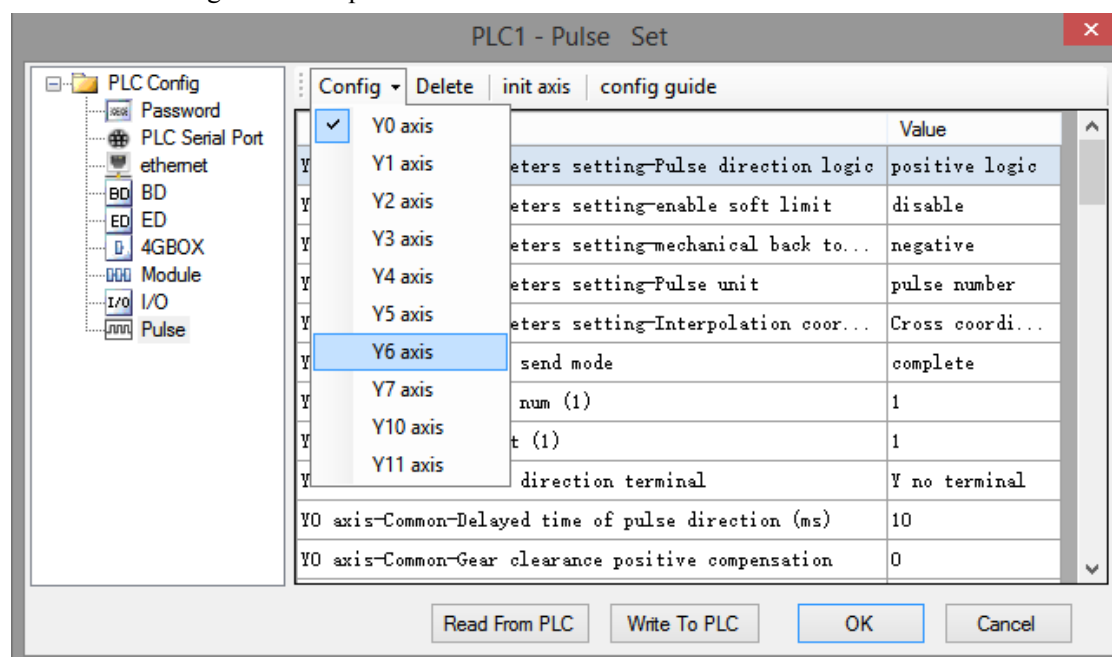 PLC1 - Pulse Set
PLC Config
Password
PLC Serial Port
ethernet
BD BD
ED ED
4GBOX
Module
I/O I/O
Pulse
Config Delete init axis config guide
Value
Y0 axis
Y1 axis
Y2 axis
Y3 axis
Y4 axis
Y5 axis
Y6 axis
Y7 axis
Y10 axis
Y11 axis
eters setting-Pulse direction logic positive logic
eters setting-enable soft limit disable
eters setting-mechanical back to... negative
eters setting-Pulse unit pulse number
eters setting-Interpolation coor... Cross coordi...
send mode complete
num (1) 1
t (1) 1
direction terminal Y no terminal
Y0 axis-Common-Delayed time of pulse direction (ms) 10
Y0 axis-Common-Gear clearance positive compensation 0
Read From PLC Write To PLC OK Cancel